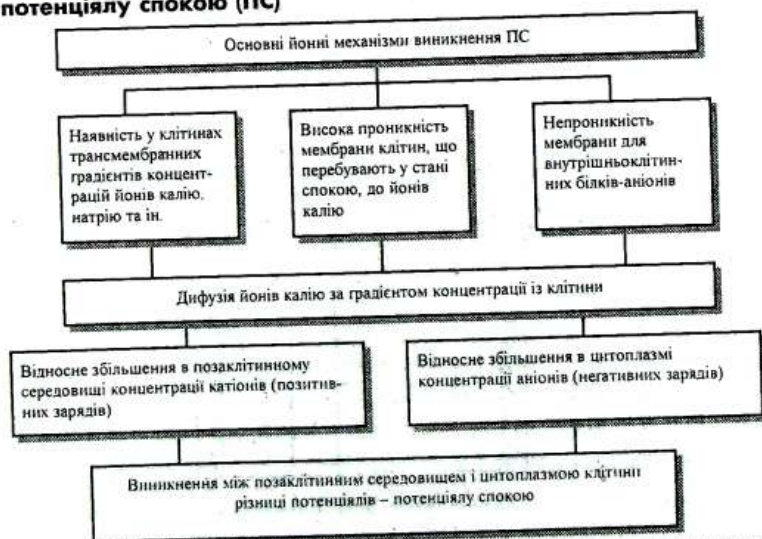 потенціялу спокою (ПС)
Основні йонні механізми виникнення ПС
Наявність у клітинах
трансмембранних
градієнтів концент-
рацій йонів калію,
натрію та ін.
Висока проникність
мембрани клітин, що
перебувають у стані
спокою, до йонів
калію
Непроникність
мембрани для
внутрішньоклітин-
них білків-аніонів
Дифузія йонів калію за градієнтом концентрації із клітини
Відносне збільшення в позаклітинному
середовищі концентрації катіонів (позитив-
них зарядів)
Відносне збільшення в цитоплазмі
концентрації аніонів (негативних зарядів)
Виникнення між позаклітинним середовищем і цитоплазмою клітини
різниці потенціялів – потенціялу спокою